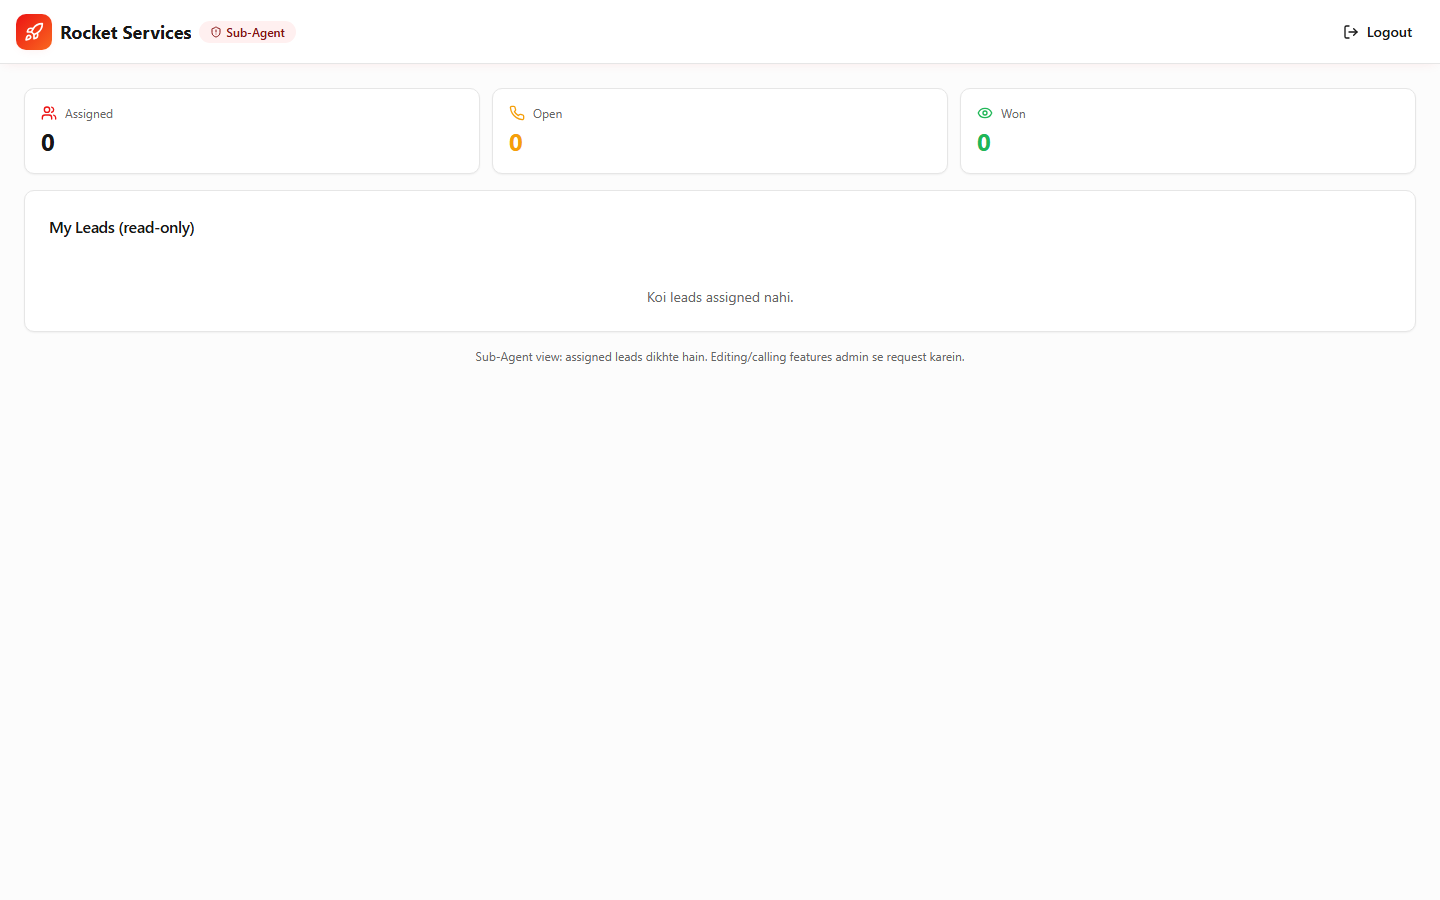 Rocket Services
Sub-Agent
Logout
Assigned
0
Open
0
Won
0
My Leads (read-only)
Koi leads assigned nahi.
Sub-Agent view: assigned leads dikhte hain. Editing/calling features admin se request karein.